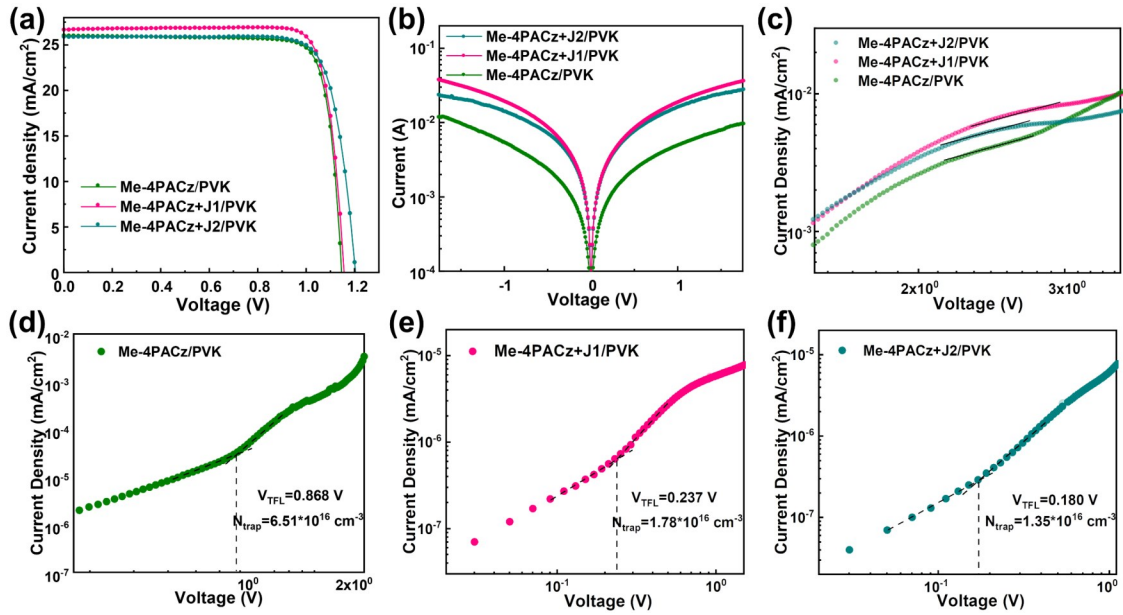 (a)
Current density (mA/cm²)
25
20
15
10
5
0
Me-4PACz/PVK
Me-4PACz+J1/PVK
Me-4PACz+J2/PVK
0.0 0.2 0.4 0.6 0.8 1.0 1.2
Voltage (V)
(b)
Current (A)
10⁻¹
10⁻²
10⁻³
10⁻⁴
Me-4PACz+J2/PVK
Me-4PACz+J1/PVK
Me-4PACz/PVK
-1 0 1
Voltage (V)
(c)
Current Density (mA/cm²)
10⁻²
10⁻³
Me-4PACz+J2/PVK
Me-4PACz+J1/PVK
Me-4PACz/PVK
2x10⁰ 3x10⁰
Voltage (V)
(d)
Current Density (mA/cm²)
10⁻²
10⁻³
10⁻⁴
10⁻⁵
10⁻⁶
10⁻⁷
Me-4PACz/PVK
V_TFL=0.868 V
N_trap=6.51*10¹⁶ cm⁻³
10⁰ 2x10⁰
Voltage (V)
(e)
Current Density (mA/cm²)
10⁻⁵
10⁻⁶
10⁻⁷
Me-4PACz+J1/PVK
V_TFL=0.237 V
N_trap=1.78*10¹⁶ cm⁻³
10⁻¹ 10⁰
Voltage (V)
(f)
Current Density (mA/cm²)
10⁻⁵
10⁻⁶
10⁻⁷
Me-4PACz+J2/PVK
V_TFL=0.180 V
N_trap=1.35*10¹⁶ cm⁻³
10⁻¹ 10⁰
Voltage (V)